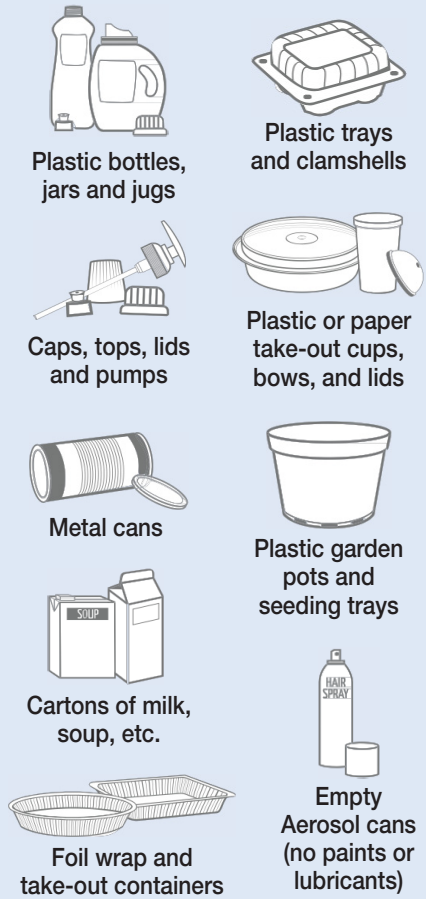 Plastic bottles,
jars and jugs
Plastic trays
and clamshells
Caps, tops, lids
and pumps
Plastic or paper
take-out cups,
bows, and lids
Metal cans
Plastic garden
pots and
seeding trays
SOUP
Cartons of milk,
soup, etc.
HAIR
SPRAY
Empty
Aerosol cans
(no paints or
lubricants)
Foil wrap and
take-out containers